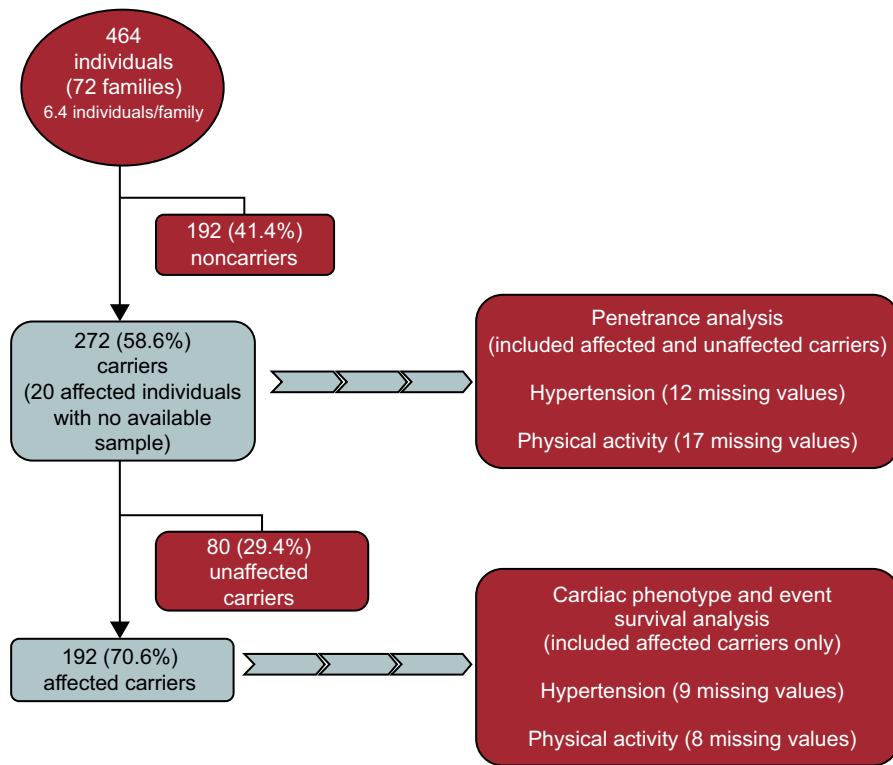 464
individuals
(72 families)
6.4 individuals/family
192 (41.4%)
noncarriers
272 (58.6%)
carriers
(20 affected individuals
with no available
sample)
Penetrance analysis
(included affected and unaffected carriers)
Hypertension (12 missing values)
Physical activity (17 missing values)
80 (29.4%)
unaffected
carriers
192 (70.6%)
affected carriers
Cardiac phenotype and event
survival analysis
(included affected carriers only)
Hypertension (9 missing values)
Physical activity (8 missing values)